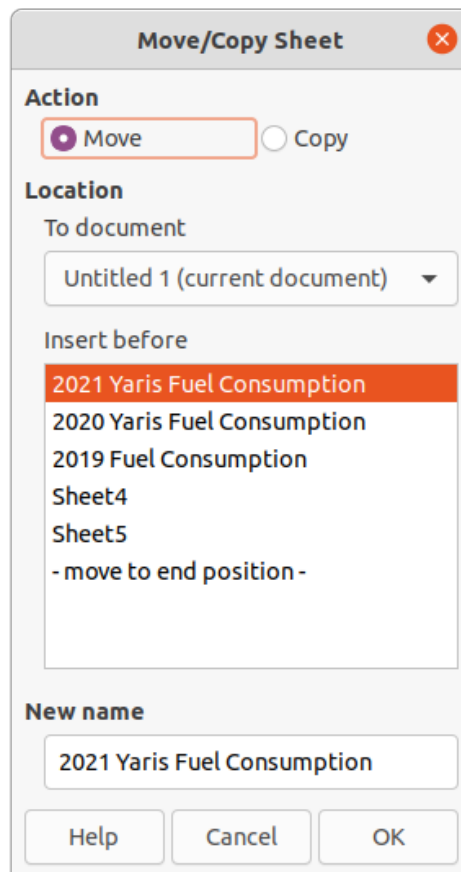 Move/Copy Sheet
Action
Move Copy
Location
To document
Untitled 1 (current document)
Insert before
2021 Yaris Fuel Consumption
2020 Yaris Fuel Consumption
2019 Fuel Consumption
Sheet4
Sheet5
- move to end position -
New name
2021 Yaris Fuel Consumption
Help Cancel OK